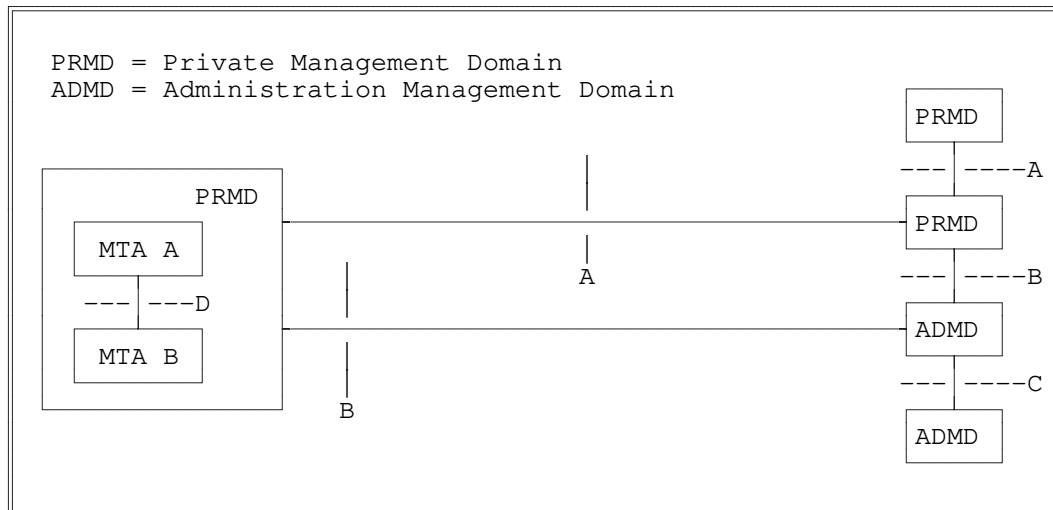 PRMD = Private Management Domain
ADMD = Administration Management Domain
PRMD
A
PRMD
PRMD
MTA A
A
B
D
ADMD
MTA B
C
B
ADMD